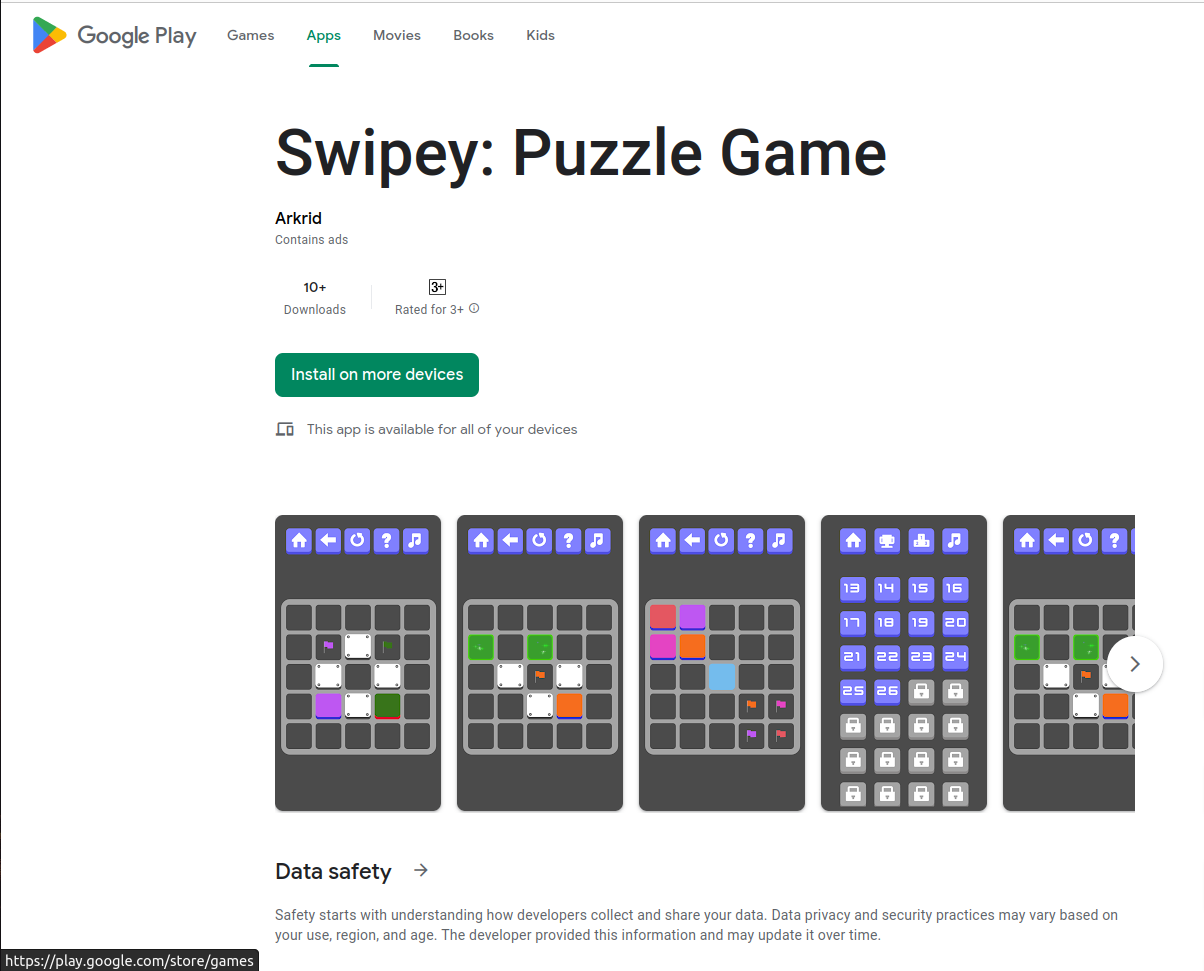 Google Play Games Apps Movies Books Kids
Swipey: Puzzle Game
Arkrid
Contains ads
10+ 3+
Downloads Rated for 3+
Install on more devices
This app is available for all of your devices
?
?
?
?
13 14 15 16
17 18 19 20
21 22 23 24
25 26
Data safety
Safety starts with understanding how developers collect and share your data. Data privacy and security practices may vary based on
your use, region, and age. The developer provided this information and may update it over time.
https://play.google.com/store/games